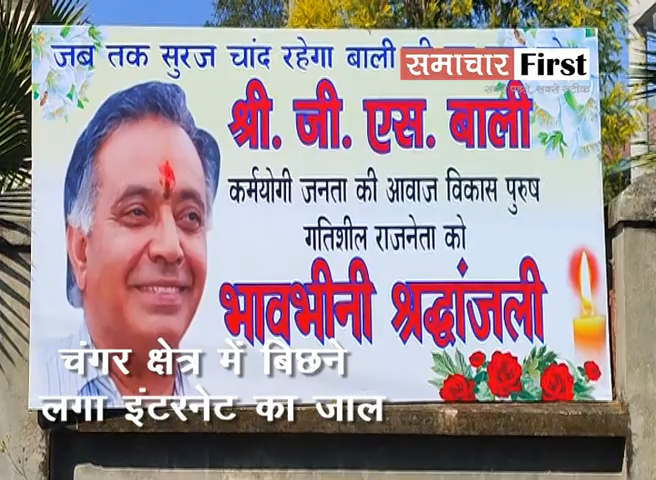 जब तक सुरज चांद रहेगा बाली
समाचार First
श्री. जी. एस. बाली
कर्मयोगी जनता की आवाज विकास पुरुष
गतिशील राजनेता को
भावभीनी श्रद्धांजली
चंगर क्षेत्र में बिछने
लगा इंटरनेट का जाल